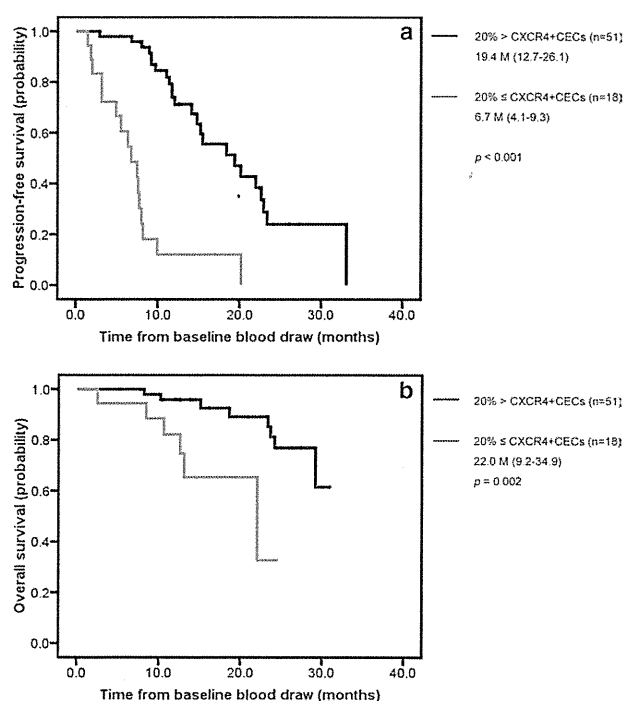 a
20% > CXCR4+CECs (n=51)
19.4 M (12.7-26.1)
20% ≤ CXCR4+CECs (n=18)
6.7 M (4.1-9.3)
p < 0.001
Progression-free survival (probability)
1.0
0.8
0.6
0.4
0.2
0.0
0.0 10.0 20.0 30.0 40.0
Time from baseline blood draw (months)
b
20% > CXCR4+CECs (n=51)
20% ≤ CXCR4+CECs (n=18)
22.0 M (9.2-34.9)
p = 0.002
Overall survival (probability)
1.0
0.8
0.6
0.4
0.2
0.0
0.0 10.0 20.0 30.0 40.0
Time from baseline blood draw (months)